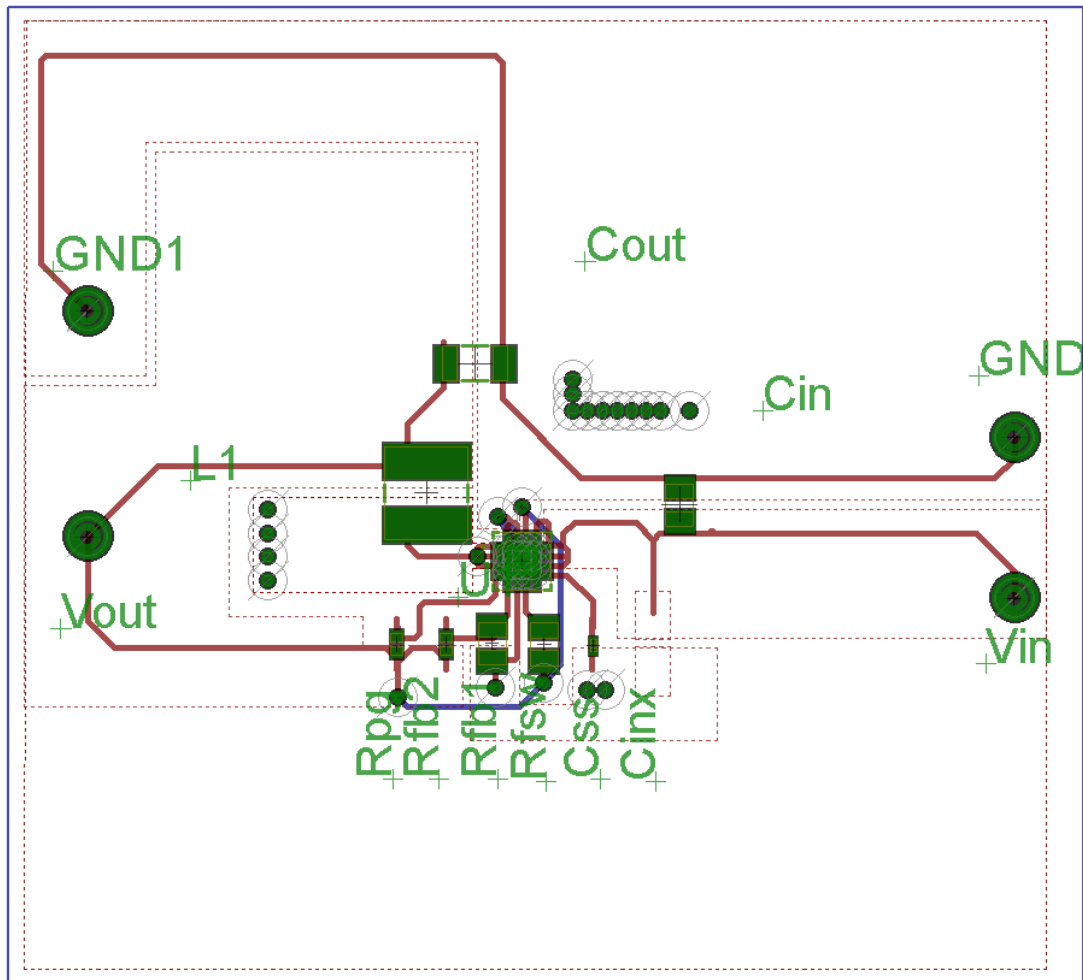 GND1
Cout
GND
Cin
L1
U
Vout
Vin
Rpg
Rfb2
Rfb1
Rfsw
Css
Cinx